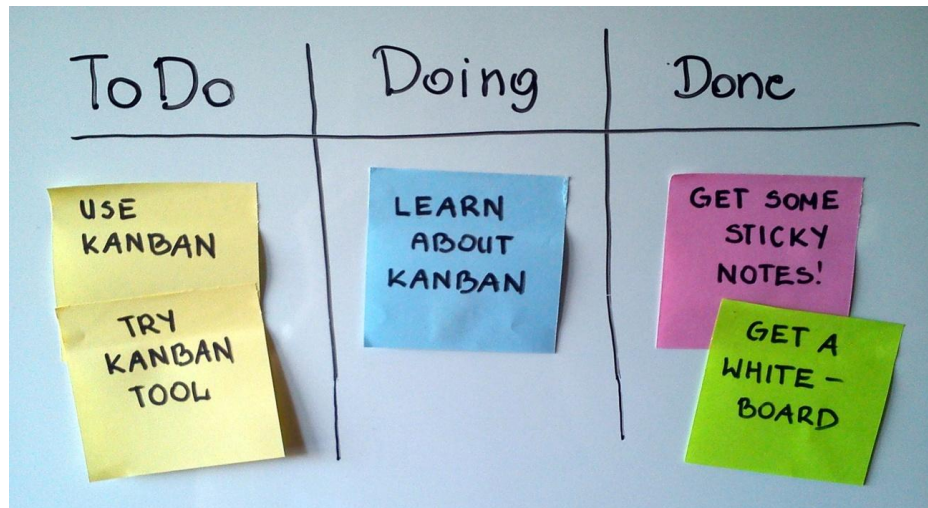 To Do
Doing
Done
USE
KANBAN
TRY
KANBAN
TOOL
LEARN
ABOUT
KANBAN
GET SOME
STICKY
NOTES!
GET A
WHITE-
BOARD